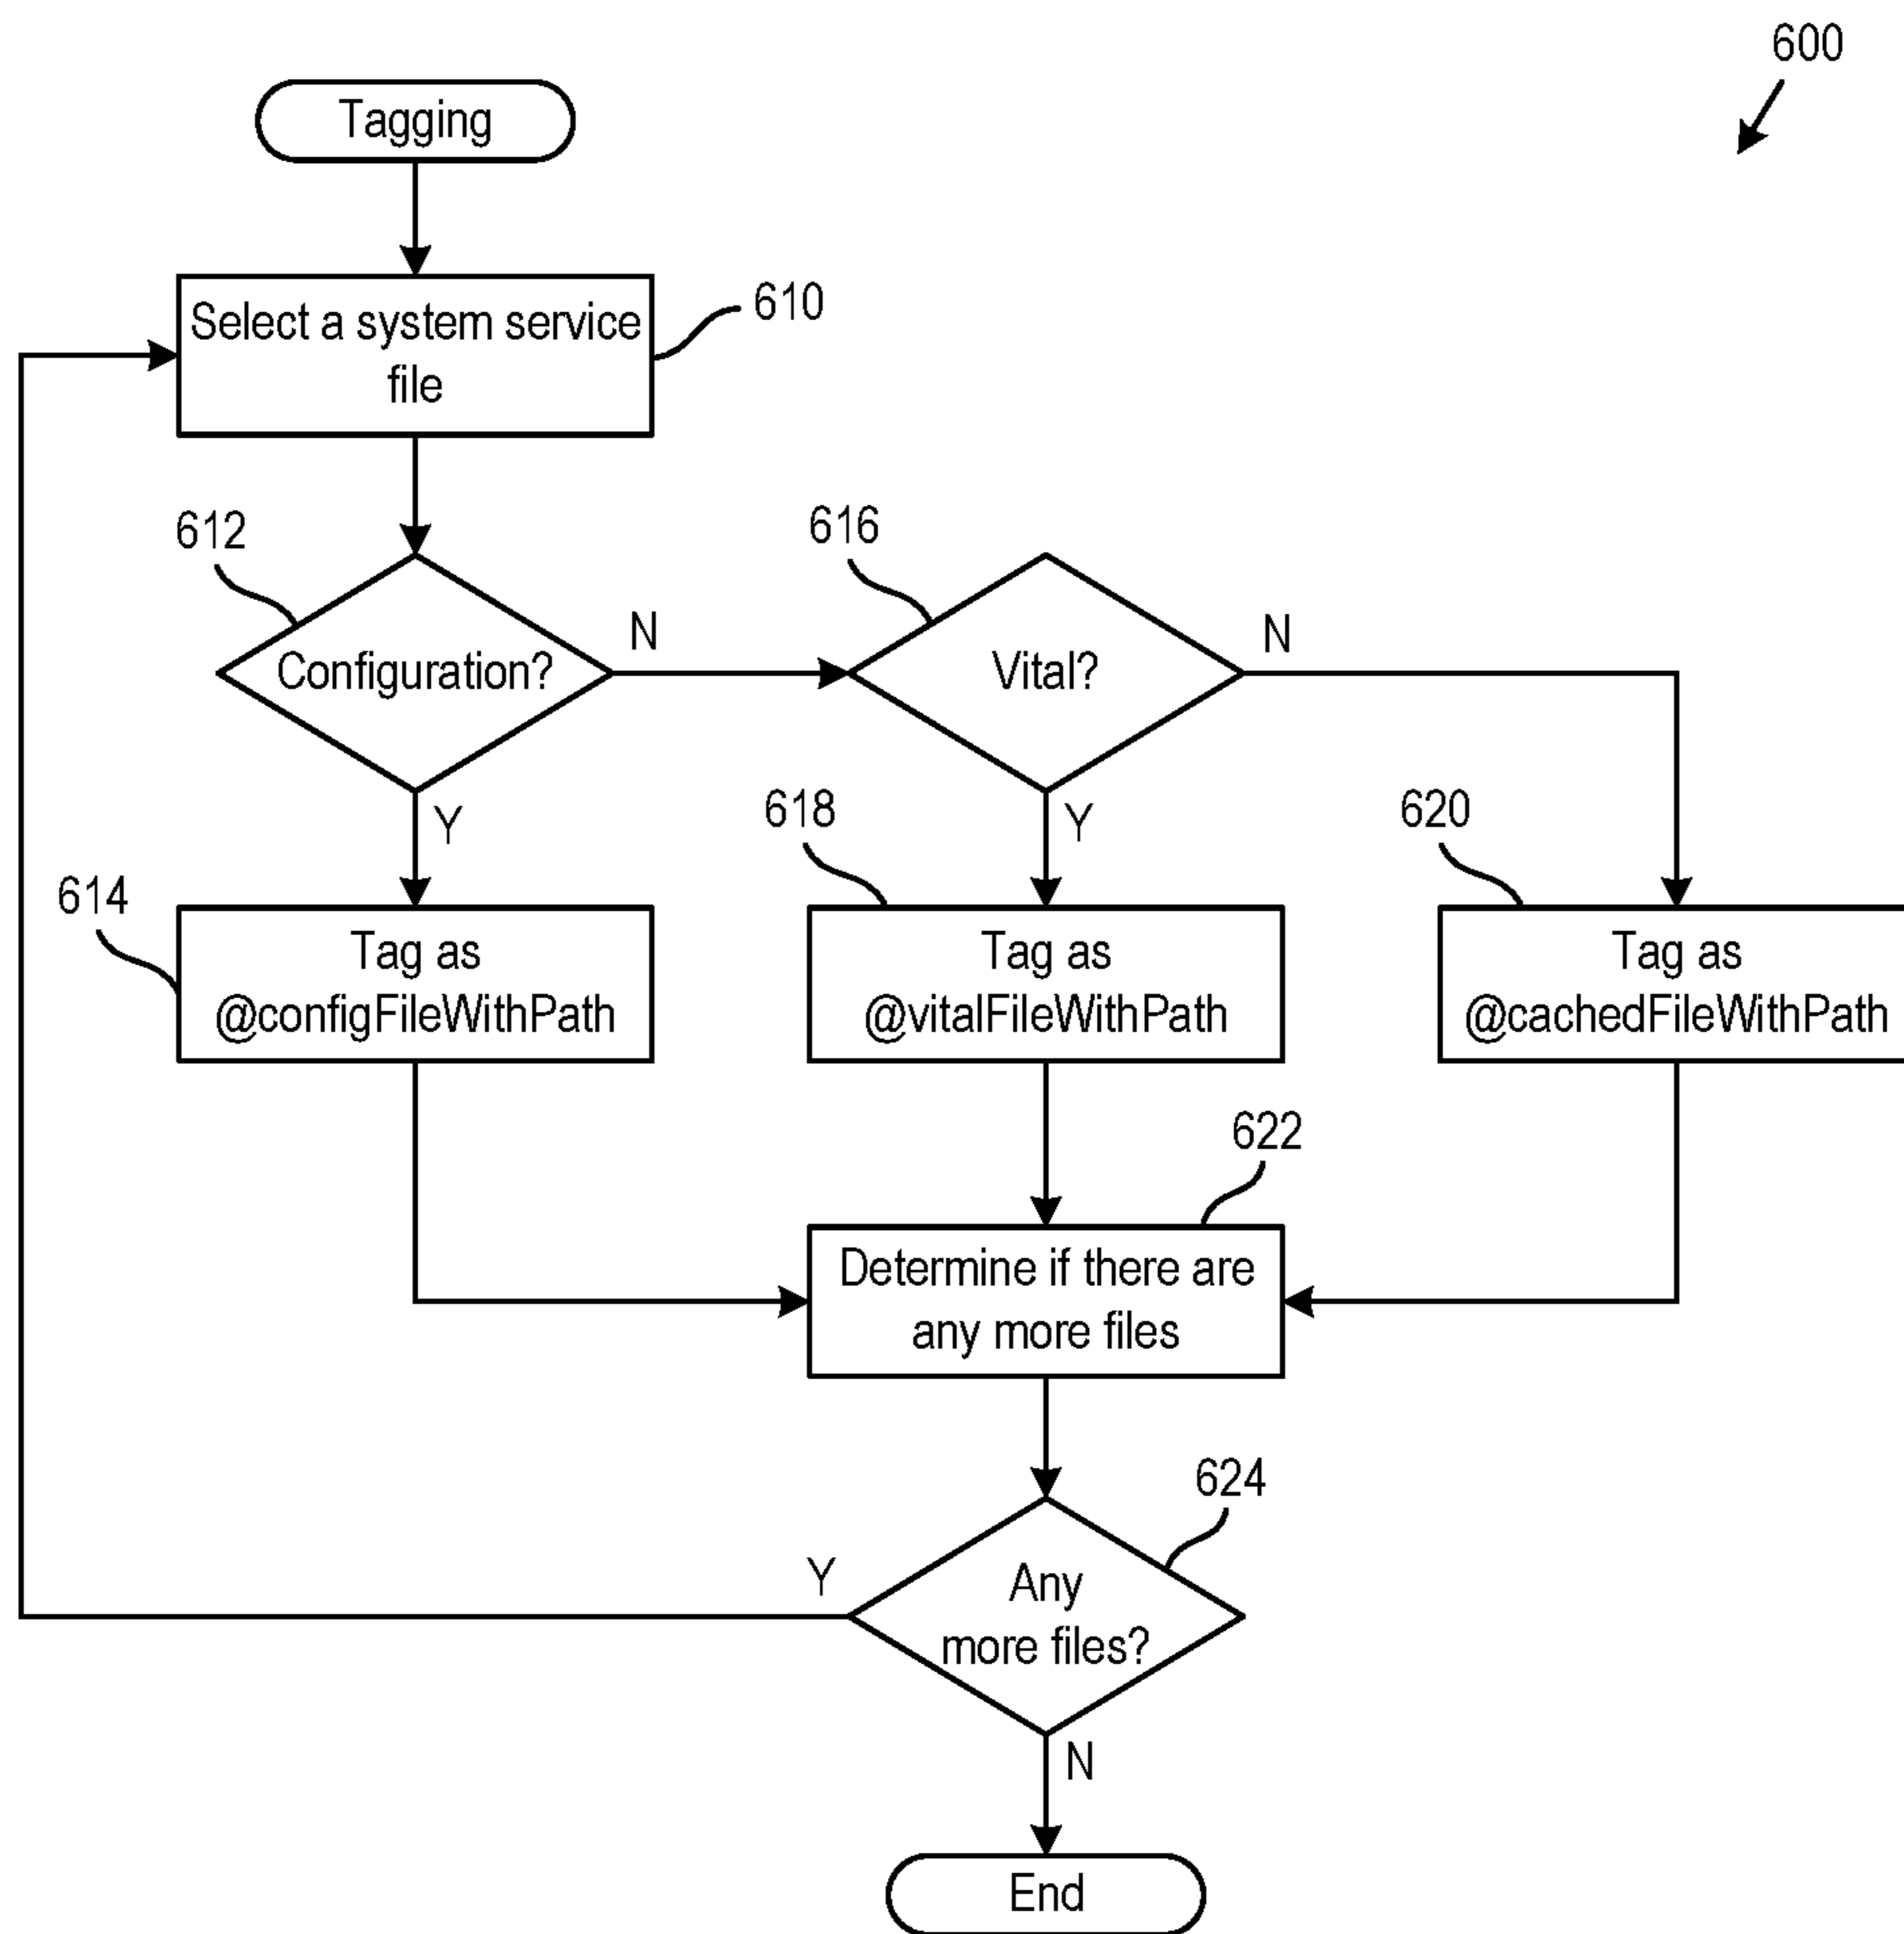 600
Tagging
Select a system service
file
610
612
Configuration?
N
616
Vital?
N
Y
Y
614
Tag as
@configFileWithPath
618
Tag as
@vitalFileWithPath
620
Tag as
@cachedFileWithPath
622
Determine if there are
any more files
624
Any
more files?
Y
N
End